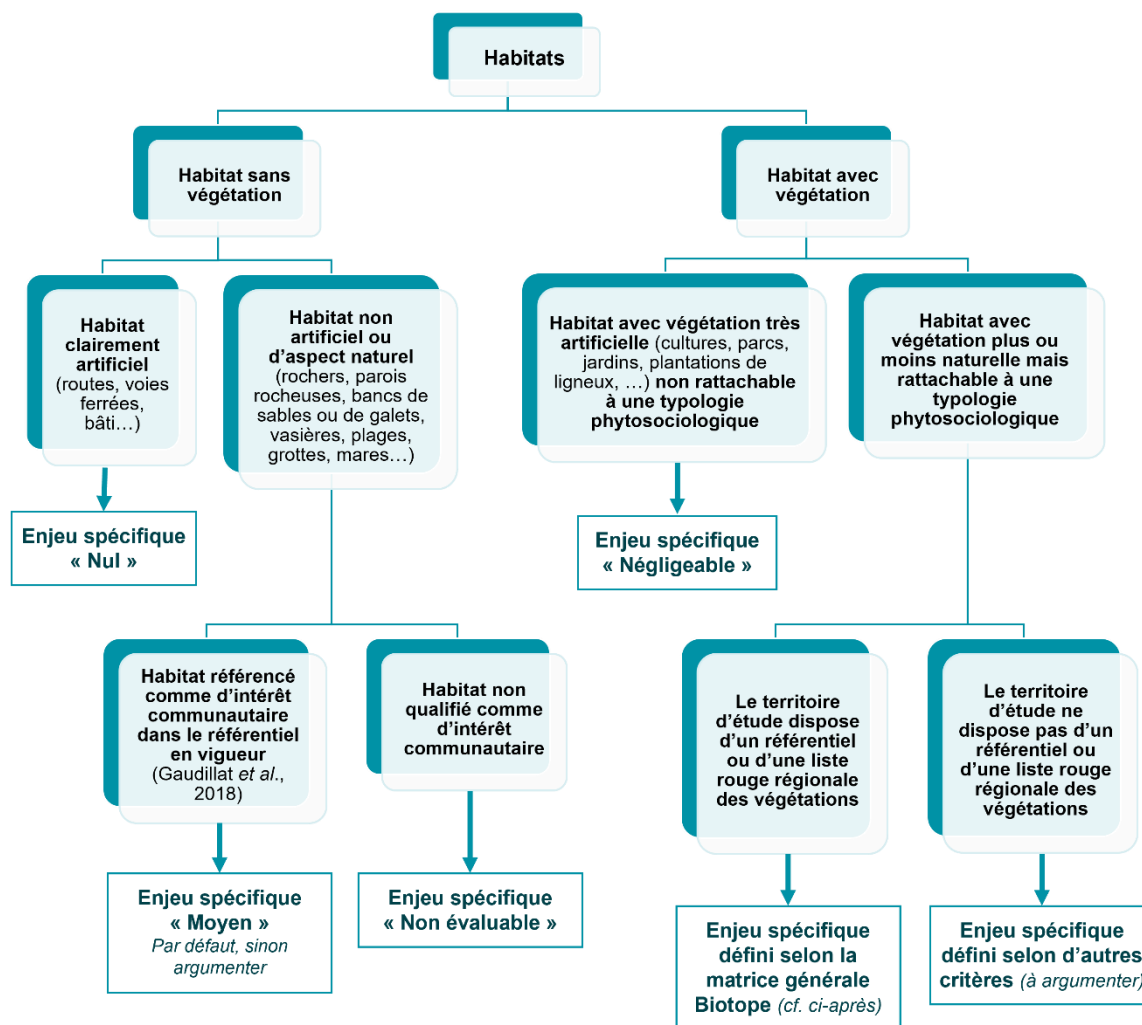 Habitats
Habitat sans
végétation
Habitat avec
végétation
Habitat
clairement
artificiel
(routes, voies
ferrées,
bâti…)
Habitat non
artificiel ou
d’aspect naturel
(rochers, parois
rocheuses, bancs de
sables ou de galets,
vasières, plages,
grottes, mares…)
Habitat avec végétation très
artificielle (cultures, parcs,
jardins, plantations de
ligneux, …) non rattachable
à une typologie
phytosociologique
Habitat avec
végétation plus ou
moins naturelle mais
rattachable à une
typologie
phytosociologique
Enjeu spécifique
« Nul »
Enjeu spécifique
« Négligeable »
Habitat référencé
comme d’intérêt
communautaire
dans le référentiel
en vigueur
(Gaudillat et al.,
2018)
Habitat non
qualifié comme
d’intérêt
communautaire
Le territoire
d’étude dispose
d’un référentiel
ou d’une liste
rouge régionale
des végétations
Le territoire
d’étude ne
dispose pas d’un
référentiel ou
d’une liste rouge
régionale des
végétations
Enjeu spécifique
« Moyen »
Par défaut, sinon
argumenter
Enjeu spécifique
« Non évaluable »
Enjeu spécifique
défini selon la
matrice générale
Biotope (cf. ci-après)
Enjeu spécifique
défini selon d’autres
critères (à argumenter)